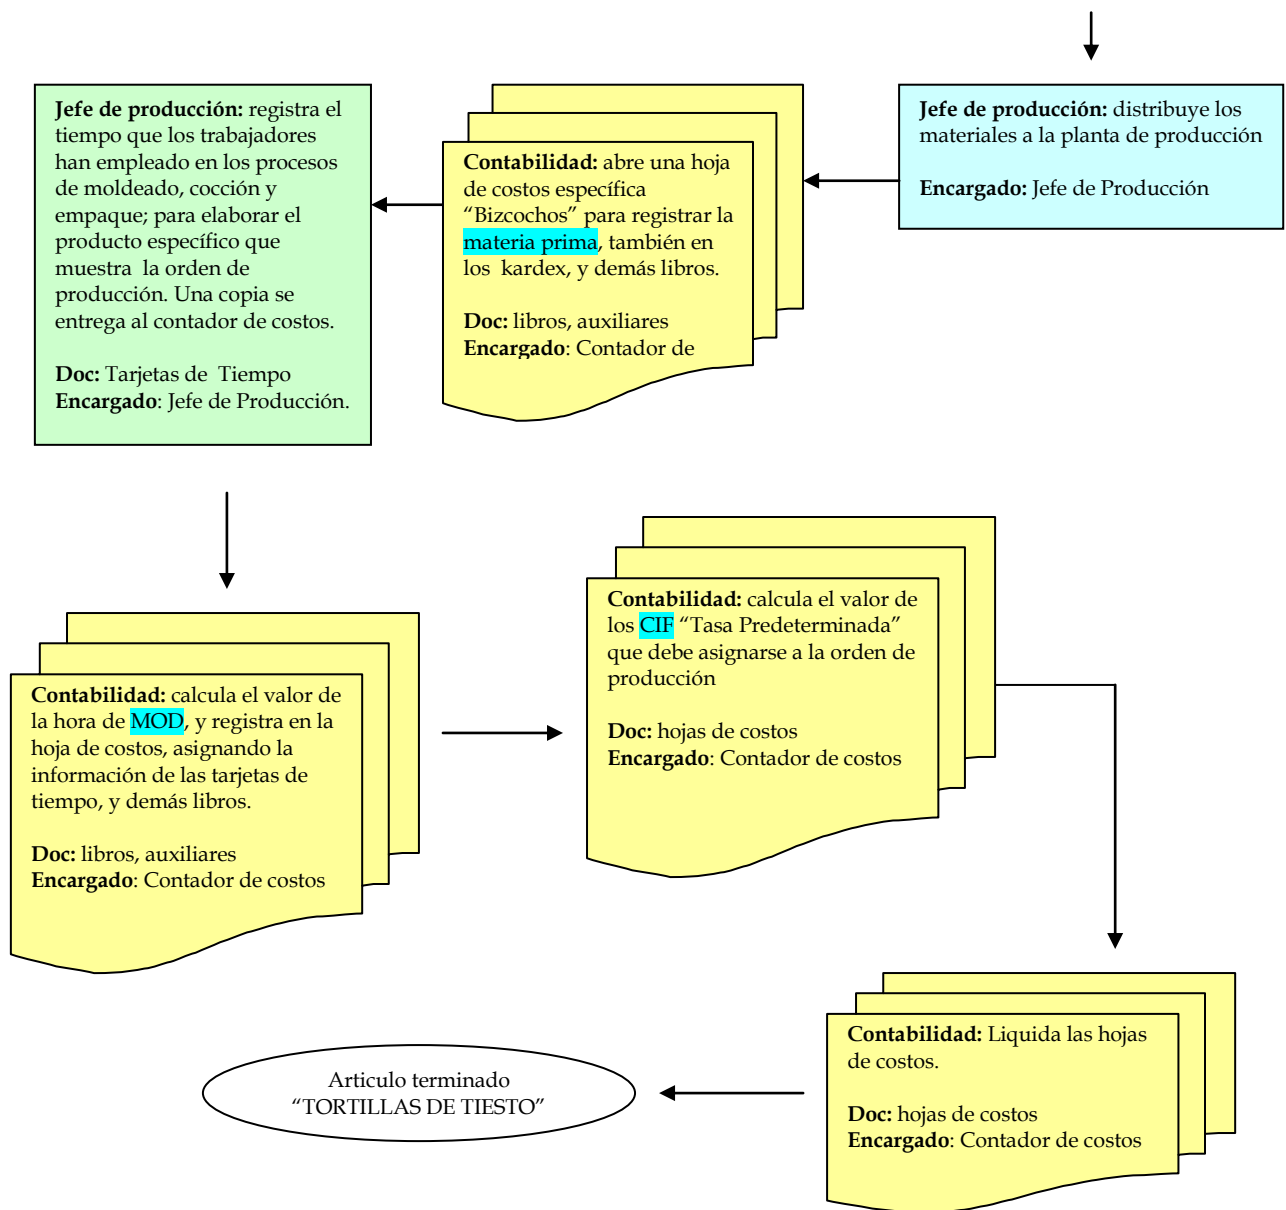 Jefe de producción: registra el
tiempo que los trabajadores
han empleado en los procesos
de moldeado, cocción y
empaque; para elaborar el
producto específico que
muestra  la orden de
producción. Una copia se
entrega al contador de costos.
Doc: Tarjetas de  Tiempo
Encargado: Jefe de Producción.
Contabilidad: abre una hoja
de costos específica
“Bizcochos” para registrar la
materia prima, también en
los  kardex, y demás libros.
Doc: libros, auxiliares
Encargado: Contador de
Jefe de producción: distribuye los
materiales a la planta de producción
Encargado: Jefe de Producción
Contabilidad: calcula el valor de
la hora de MOD, y registra en la
hoja de costos, asignando la
información de las tarjetas de
tiempo, y demás libros.
Doc: libros, auxiliares
Encargado: Contador de costos
Contabilidad: calcula el valor de
los CIF “Tasa Predeterminada”
que debe asignarse a la orden de
producción
Doc: hojas de costos
Encargado: Contador de costos
Contabilidad: Liquida las hojas
de costos.
Doc: hojas de costos
Encargado: Contador de costos
Articulo terminado
“TORTILLAS DE TIESTO”